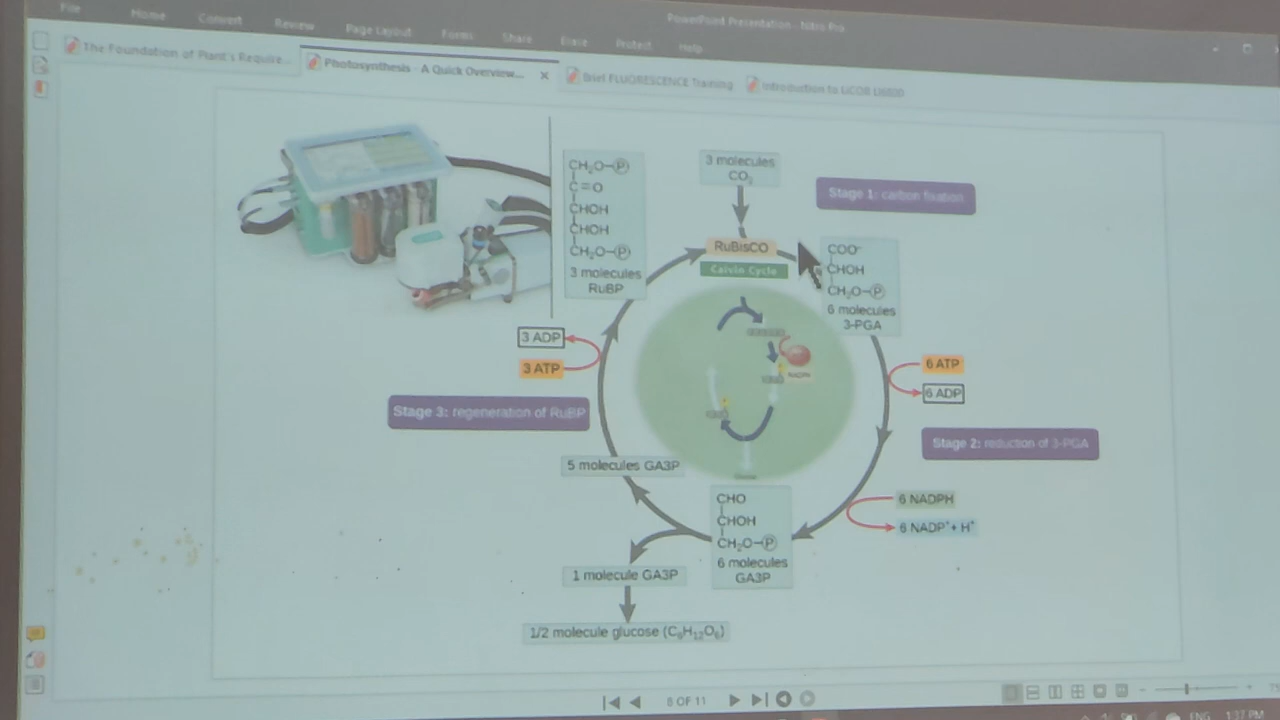 PowerPoint Presentation - Nitro Pro
File Home Convert Review Page Layout Forms Share Erase Protect Help
The Foundation of Plant's Require...
Photosynthesis - A Quick Overview...
Brief FLUORESCENCE Training
Introduction to LiCOR LI6800
CH₂O-P
C=O
CHOH
CHOH
CH₂O-P
3 molecules
RuBP
3 molecules
CO₂
Stage 1: carbon fixation
RuBisCO
Calvin Cycle
COO⁻
CHOH
CH₂O-P
6 molecules
3-PGA
3 ADP
3 ATP
6 ATP
6 ADP
NADPH
Stage 3: regeneration of RuBP
Stage 2: reduction of 3-PGA
5 molecules GA3P
6 NADPH
6 NADP⁺+ H⁺
CHO
CHOH
CH₂O-P
6 molecules
GA3P
1 molecule GA3P
1/2 molecule glucose (C₆H₁₂O₆)
8 OF 11
ENG 1:37 PM